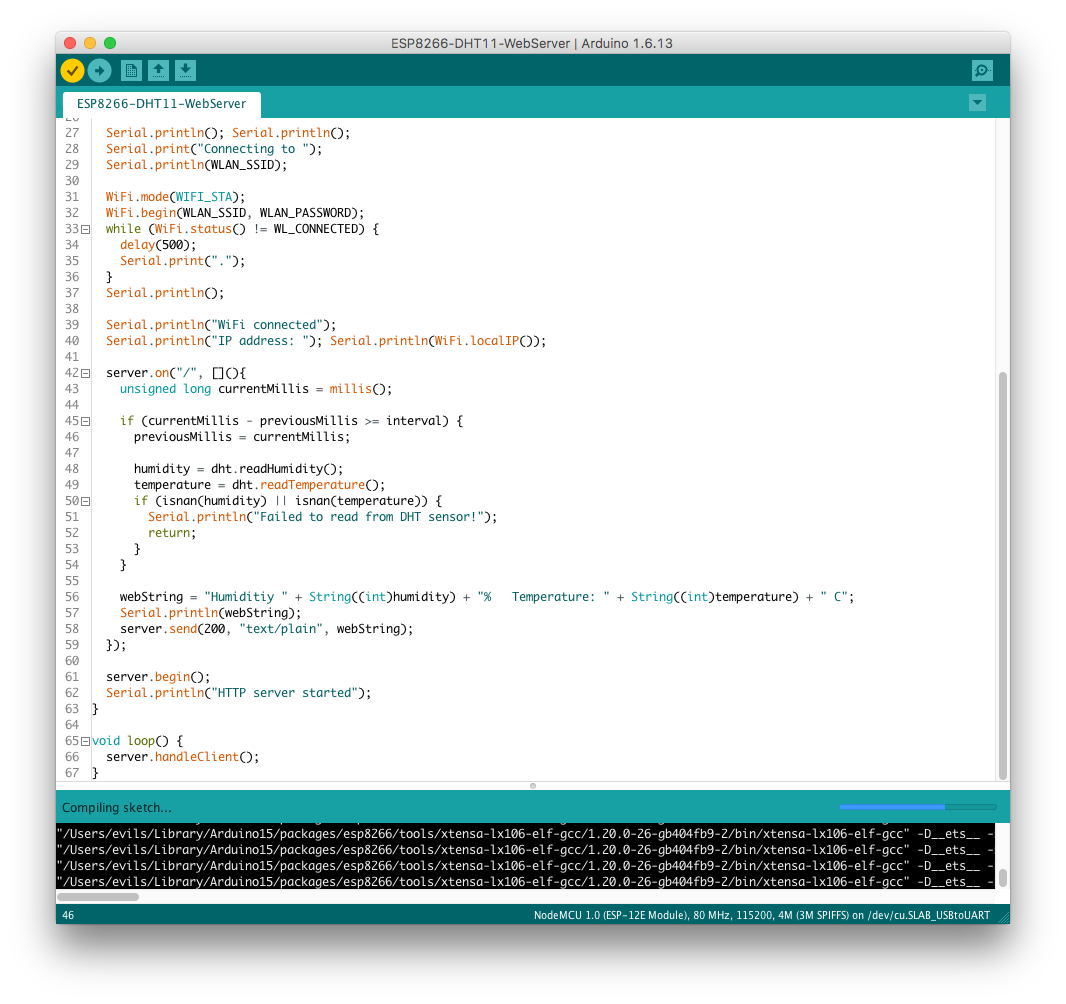 ESP8266-DHT11-WebServer | Arduino 1.6.13
ESP8266-DHT11-WebServer
26
27 Serial.println(); Serial.println();
28 Serial.print("Connecting to ");
29 Serial.println(WLAN_SSID);
30
31 WiFi.mode(WIFI_STA);
32 WiFi.begin(WLAN_SSID, WLAN_PASSWORD);
33 while (WiFi.status() != WL_CONNECTED) {
34 delay(500);
35 Serial.print(".");
36 }
37 Serial.println();
38
39 Serial.println("WiFi connected");
40 Serial.println("IP address: "); Serial.println(WiFi.localIP());
41
42 server.on("/", [](){
43 unsigned long currentMillis = millis();
44
45 if (currentMillis - previousMillis >= interval) {
46 previousMillis = currentMillis;
47
48 humidity = dht.readHumidity();
49 temperature = dht.readTemperature();
50 if (isnan(humidity) || isnan(temperature)) {
51 Serial.println("Failed to read from DHT sensor!");
52 return;
53 }
54 }
55
56 webString = "Humiditiy " + String((int)humidity) + "%   Temperature: " + String((int)temperature) + " C";
57 Serial.println(webString);
58 server.send(200, "text/plain", webString);
59 });
60
61 server.begin();
62 Serial.println("HTTP server started");
63 }
64
65 void loop() {
66 server.handleClient();
67 }
Compiling sketch...
"/Users/evils/Library/Arduino15/packages/esp8266/tools/xtensa-lx106-elf-gcc/1.20.0-26-gb404fb9-2/bin/xtensa-lx106-elf-gcc" -D__ets__ -
"/Users/evils/Library/Arduino15/packages/esp8266/tools/xtensa-lx106-elf-gcc/1.20.0-26-gb404fb9-2/bin/xtensa-lx106-elf-gcc" -D__ets__ -
"/Users/evils/Library/Arduino15/packages/esp8266/tools/xtensa-lx106-elf-gcc/1.20.0-26-gb404fb9-2/bin/xtensa-lx106-elf-gcc" -D__ets__ -
"/Users/evils/Library/Arduino15/packages/esp8266/tools/xtensa-lx106-elf-gcc/1.20.0-26-gb404fb9-2/bin/xtensa-lx106-elf-gcc" -D__ets__ -
46 NodeMCU 1.0 (ESP-12E Module), 80 MHz, 115200, 4M (3M SPIFFS) on /dev/cu.SLAB_USBtoUART